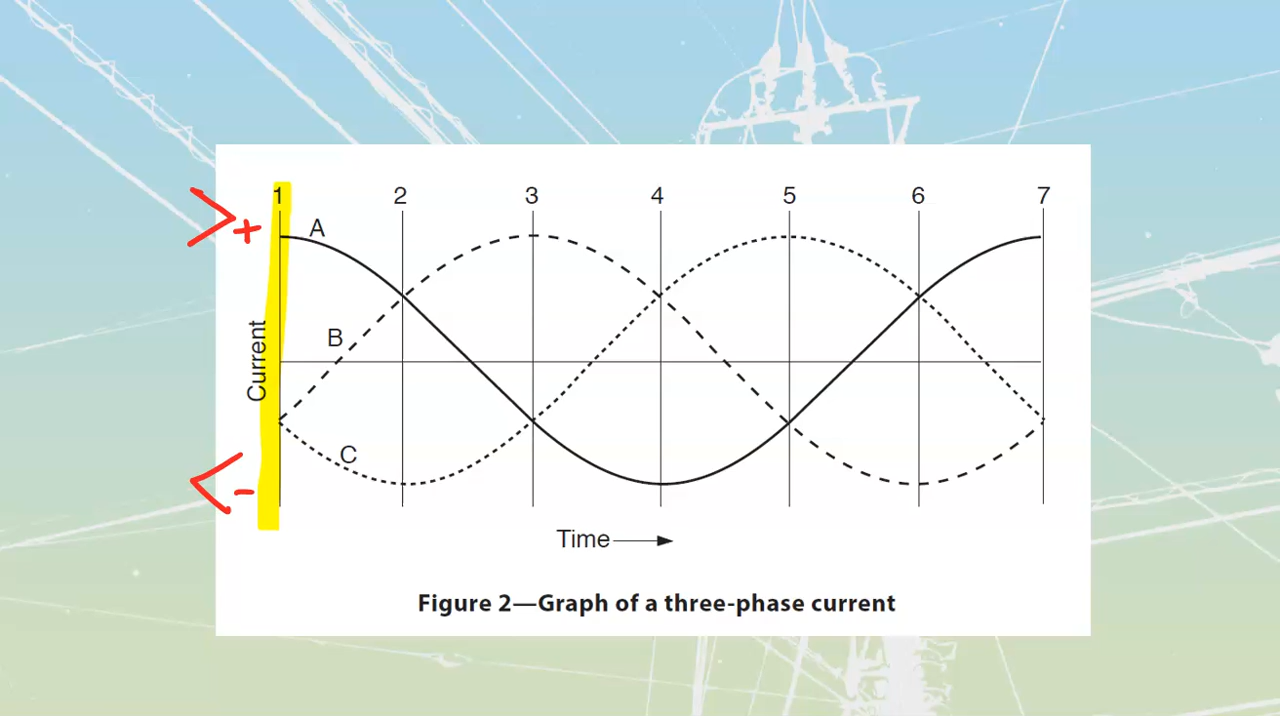 1 2 3 4 5 6 7
+
A
B
Current
C
-
Time
Figure 2—Graph of a three-phase current